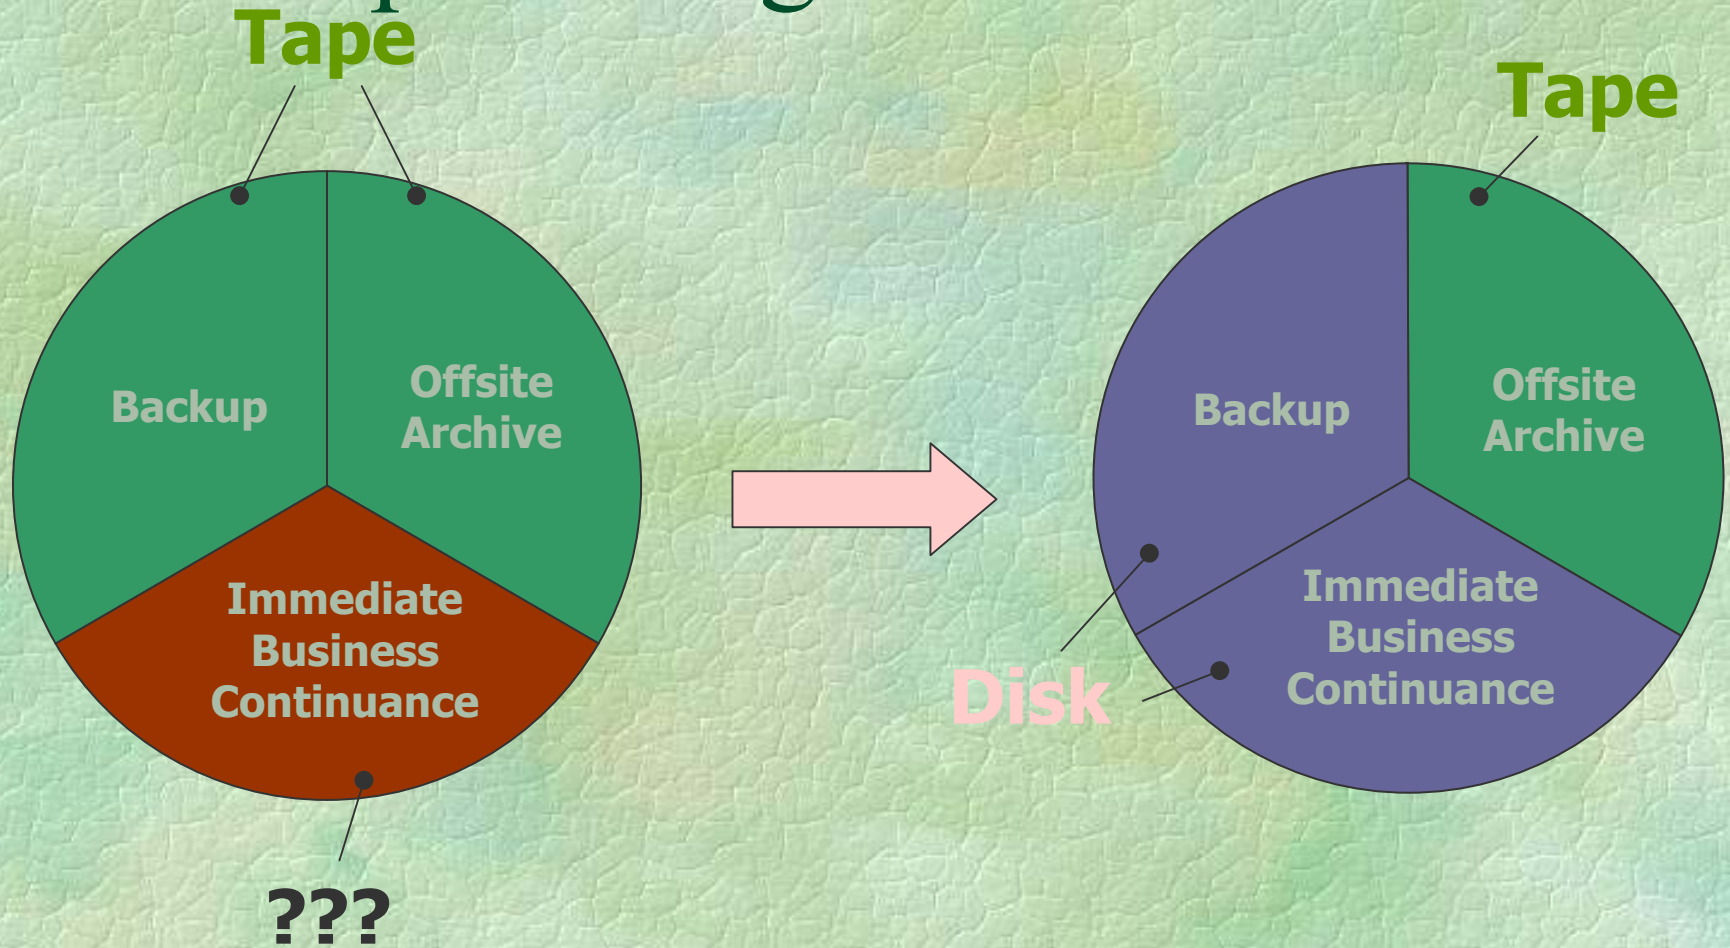 Tape
Backup
Offsite
Archive
Immediate
Business
Continuance
???
Tape
Backup
Offsite
Archive
Immediate
Business
Continuance
Disk